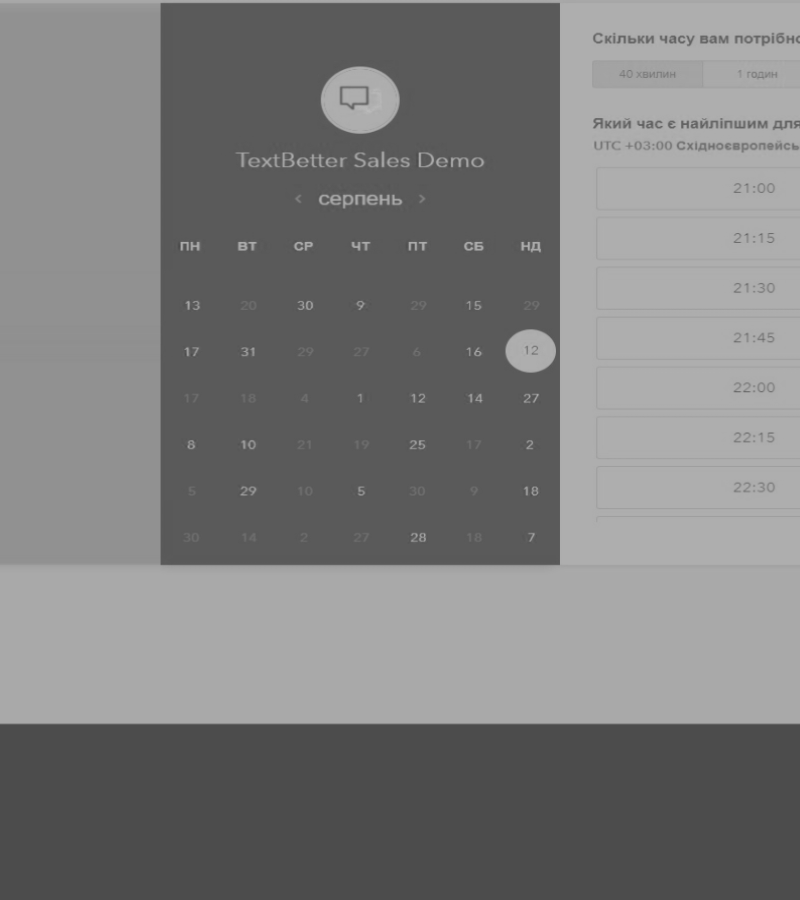 TextBetter Sales Demo
серпень
ПН ВТ СР ЧТ ПТ СБ НД
13 20 30 9 29 15 29
17 31 29 27 6 16 12
17 18 4 1 12 14 27
8 10 21 19 25 17 2
5 29 10 5 30 9 18
30 14 2 27 28 18 7
Скільки часу вам потрібно
40 хвилин 1 годин
Який час є найліпшим для
UTC +03:00 Східноєвропейсь
21:00
21:15
21:30
21:45
22:00
22:15
22:30